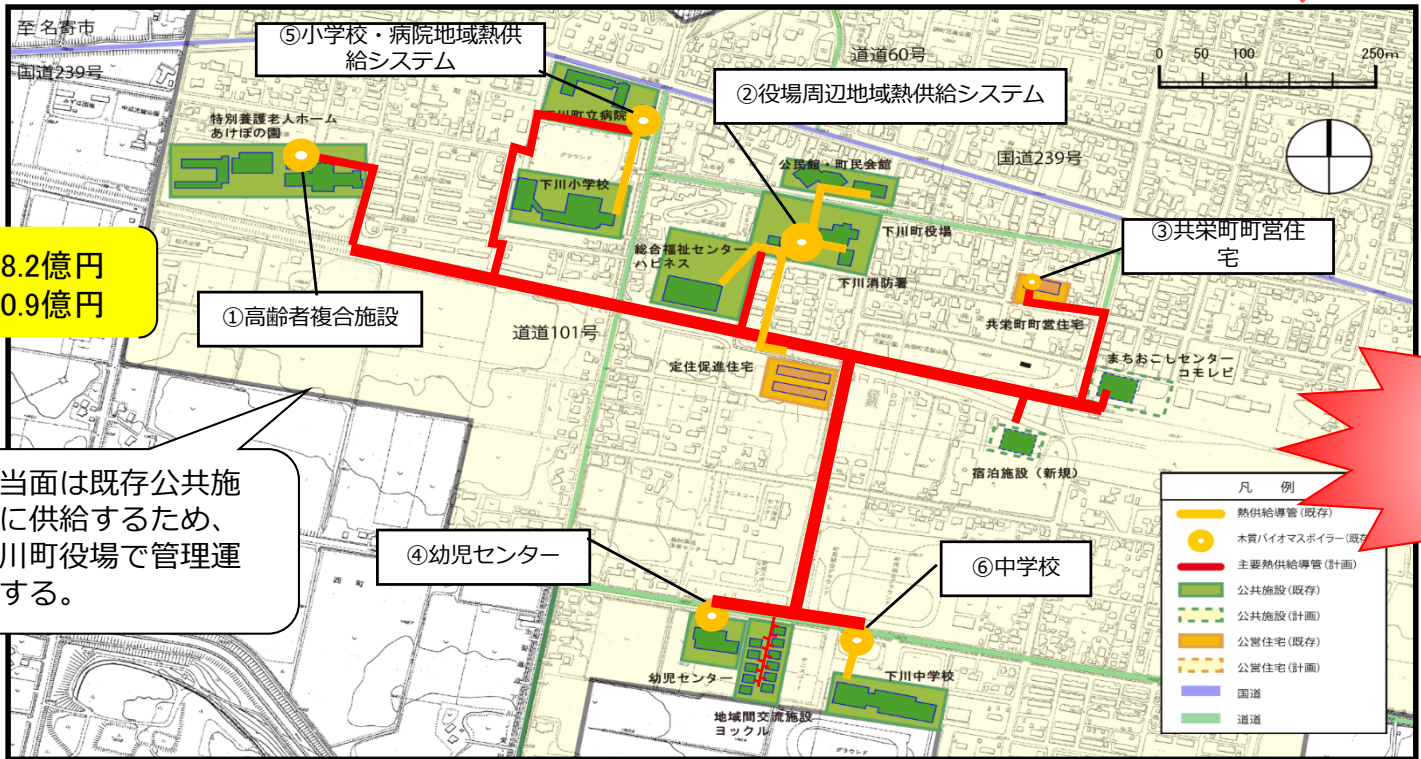 至名寄市
国道239号
⑤小学校・病院地域熱供
給システム
道道60号
0 50 100 250m
②役場周辺地域熱供給システム
特別養護老人ホーム
あけぼの園
川町立病院
グラウンド
下川小学校
公民館・町民会館
国道239号
下川町役場
総合福祉センター
ハピネス
下川消防署
③共栄町町営住
宅
共栄町町営住宅
8.2億円
0.9億円
①高齢者複合施設
道道101号
定住促進住宅
まちおこしセンター
コモレビ
宿泊施設（新規）
当面は既存公共施
に供給するため、
川町役場で管理運
する。
西町
④幼児センター
⑥中学校
幼児センター
下川中学校
地域間交流施設
ヨックル
グラウンド
凡 例
熱供給導管(既存)
木質バイオマスボイラー(既存
主要熱供給導管(計画)
公共施設(既存)
公共施設(計画)
公営住宅(既存)
公営住宅(計画)
国道
道道